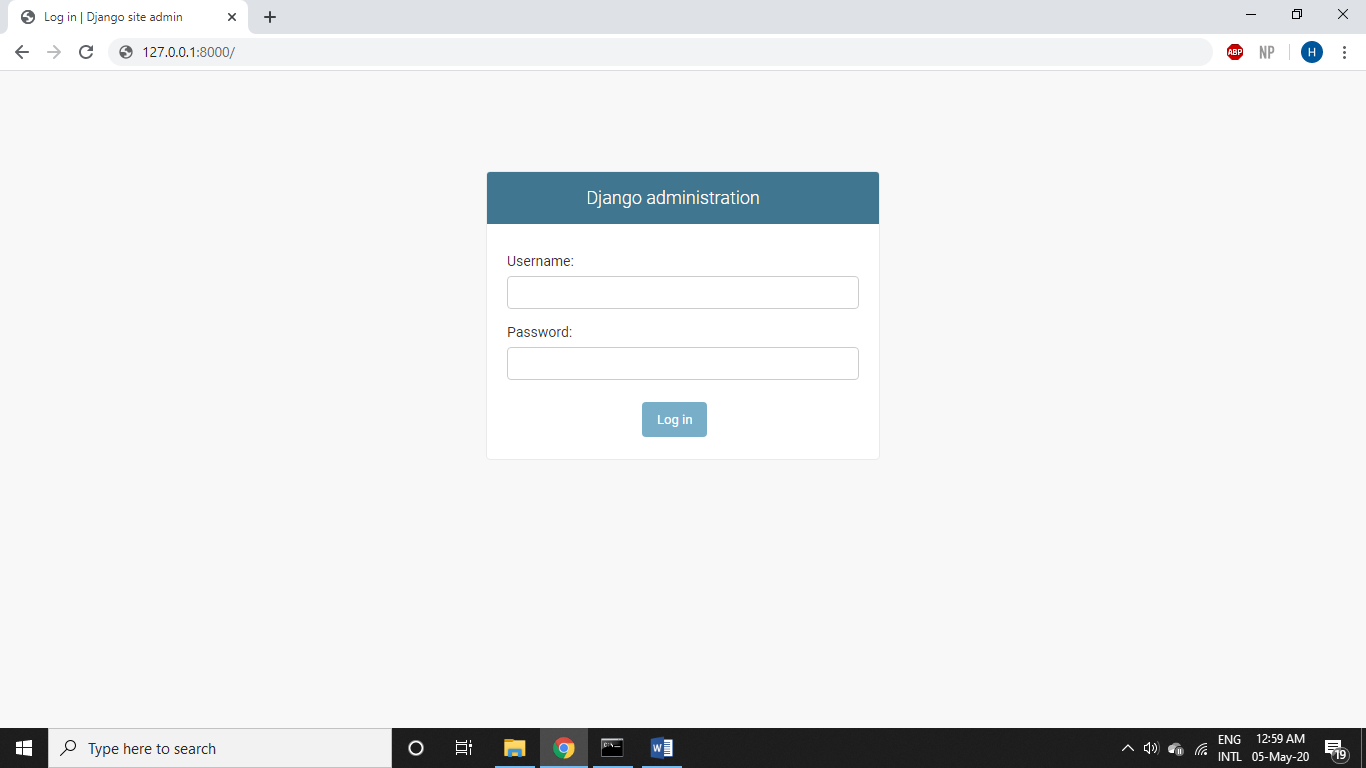 Log in | Django site admin
127.0.0.1:8000/
ABP
NP
H
Django administration
Username:
Password:
Log in
Type here to search
C:\.
W
ENG
INTL
12:59 AM
05-May-20
19